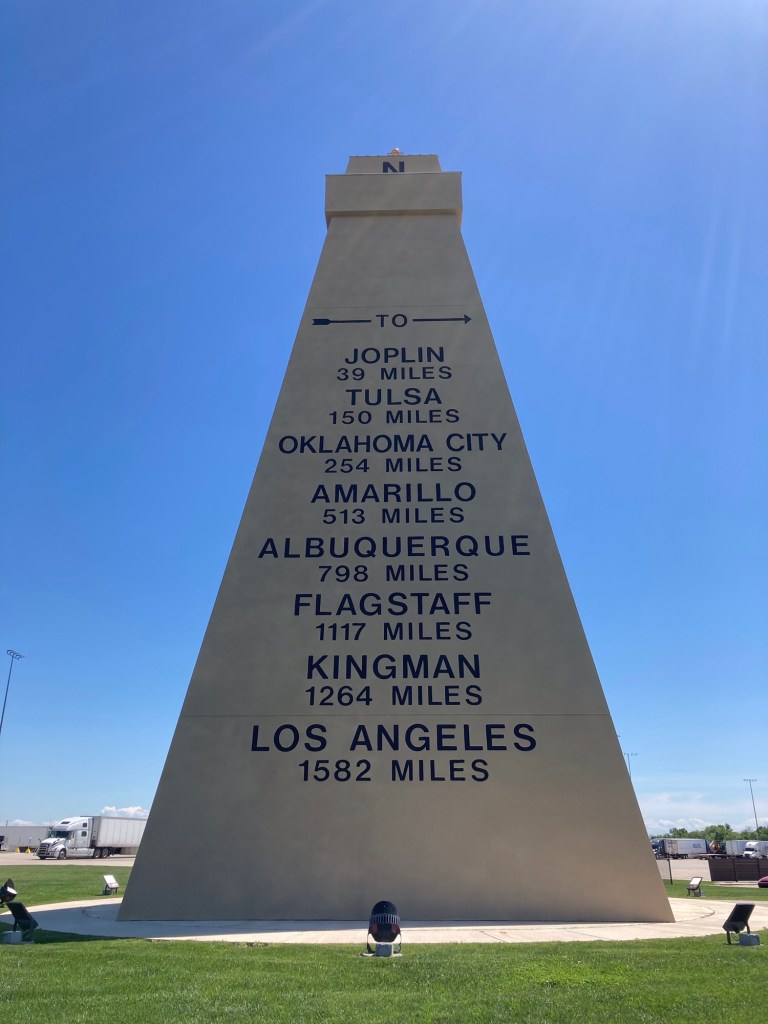 N
TO
JOPLIN
39 MILES
TULSA
150 MILES
OKLAHOMA CITY
254 MILES
AMARILLO
513 MILES
ALBUQUERQUE
798 MILES
FLAGSTAFF
1117 MILES
KINGMAN
1264 MILES
LOS ANGELES
1582 MILES